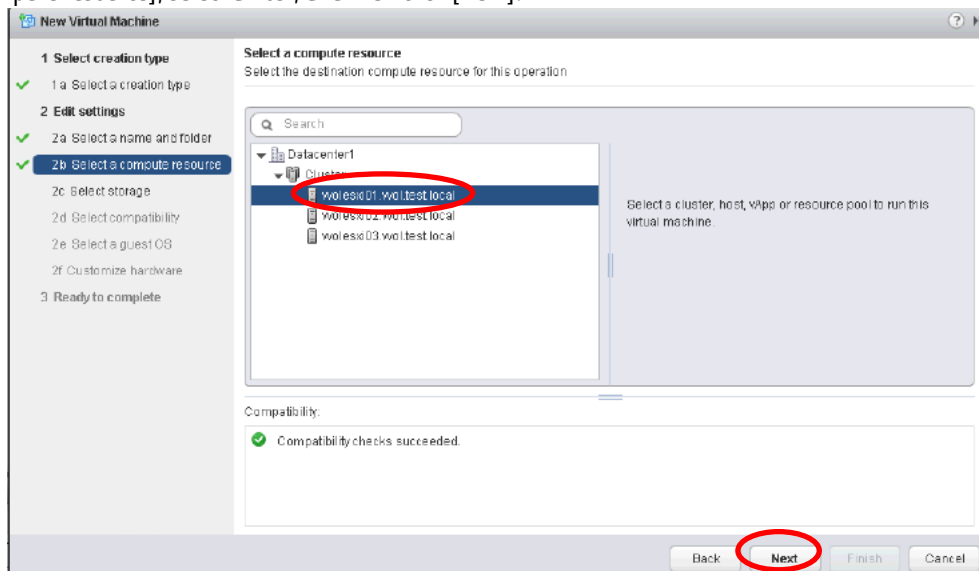 New Virtual Machine
1 Select creation type
1a Select a creation type
2 Edit settings
2a Select a name and folder
2b Select a compute resource
2c Select storage
2d Select compatibility
2e Select a guest OS
2f Customize hardware
3 Ready to complete
Select a compute resource
Select the destination compute resource for this operation
Search
Datacenter1
Cluster
wolesxi01.wol.test.local
wolesxi02.wol.test.local
wolesxi03.wol.test.local
Select a cluster, host, vApp or resource pool to run this
virtual machine.
Compatibility:
Compatibility checks succeeded.
Back Next Finish Cancel